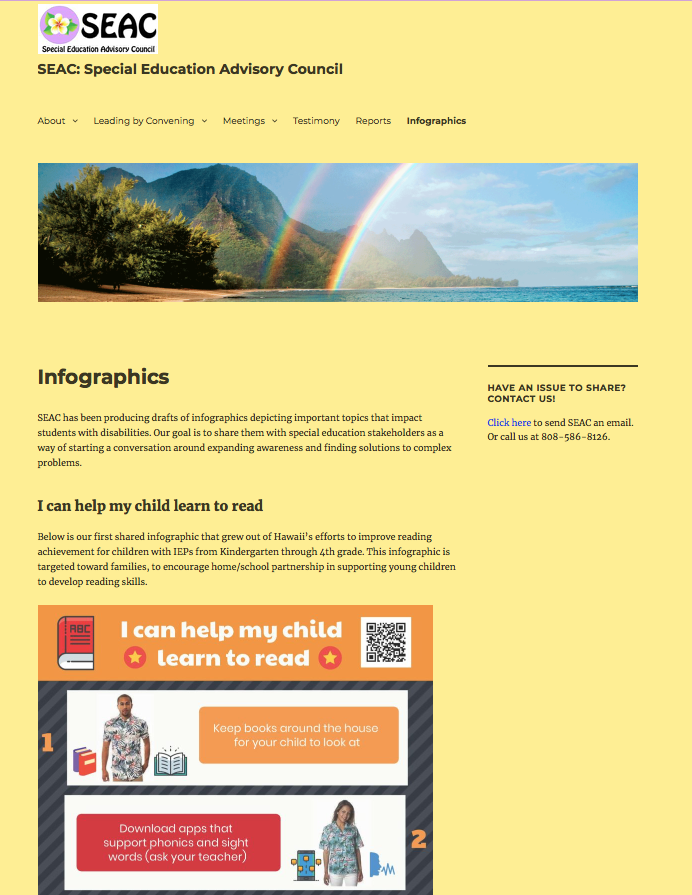 SEAC
Special Education Advisory Council
SEAC: Special Education Advisory Council
About Leading by Convening Meetings Testimony Reports Infographics
Infographics
SEAC has been producing drafts of infographics depicting important topics that impact
students with disabilities. Our goal is to share them with special education stakeholders as a
way of starting a conversation around expanding awareness and finding solutions to complex
problems.
HAVE AN ISSUE TO SHARE?
CONTACT US!
Click here to send SEAC an email.
Or call us at 808-586-8126.
I can help my child learn to read
Below is our first shared infographic that grew out of Hawaii's efforts to improve reading
achievement for children with IEPs from Kindergarten through 4th grade. This infographic is
targeted toward families, to encourage home/school partnership in supporting young children
to develop reading skills.
ABC
I can help my child
learn to read
1
Keep books around the house
for your child to look at
Download apps that
support phonics and sight
words (ask your teacher)
2